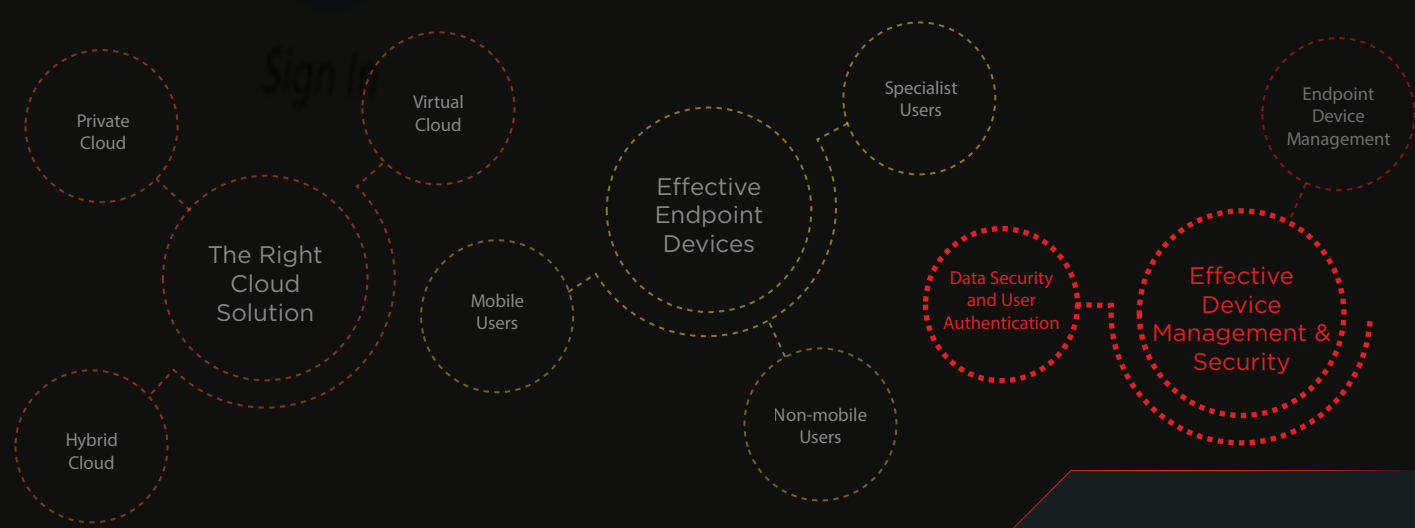 Sign In
Private
Cloud
Virtual
Cloud
The Right
Cloud
Solution
Hybrid
Cloud
Specialist
Users
Effective
Endpoint
Devices
Mobile
Users
Non-mobile
Users
Endpoint
Device
Management
Data Security
and User
Authentication
Effective
Device
Management &
Security